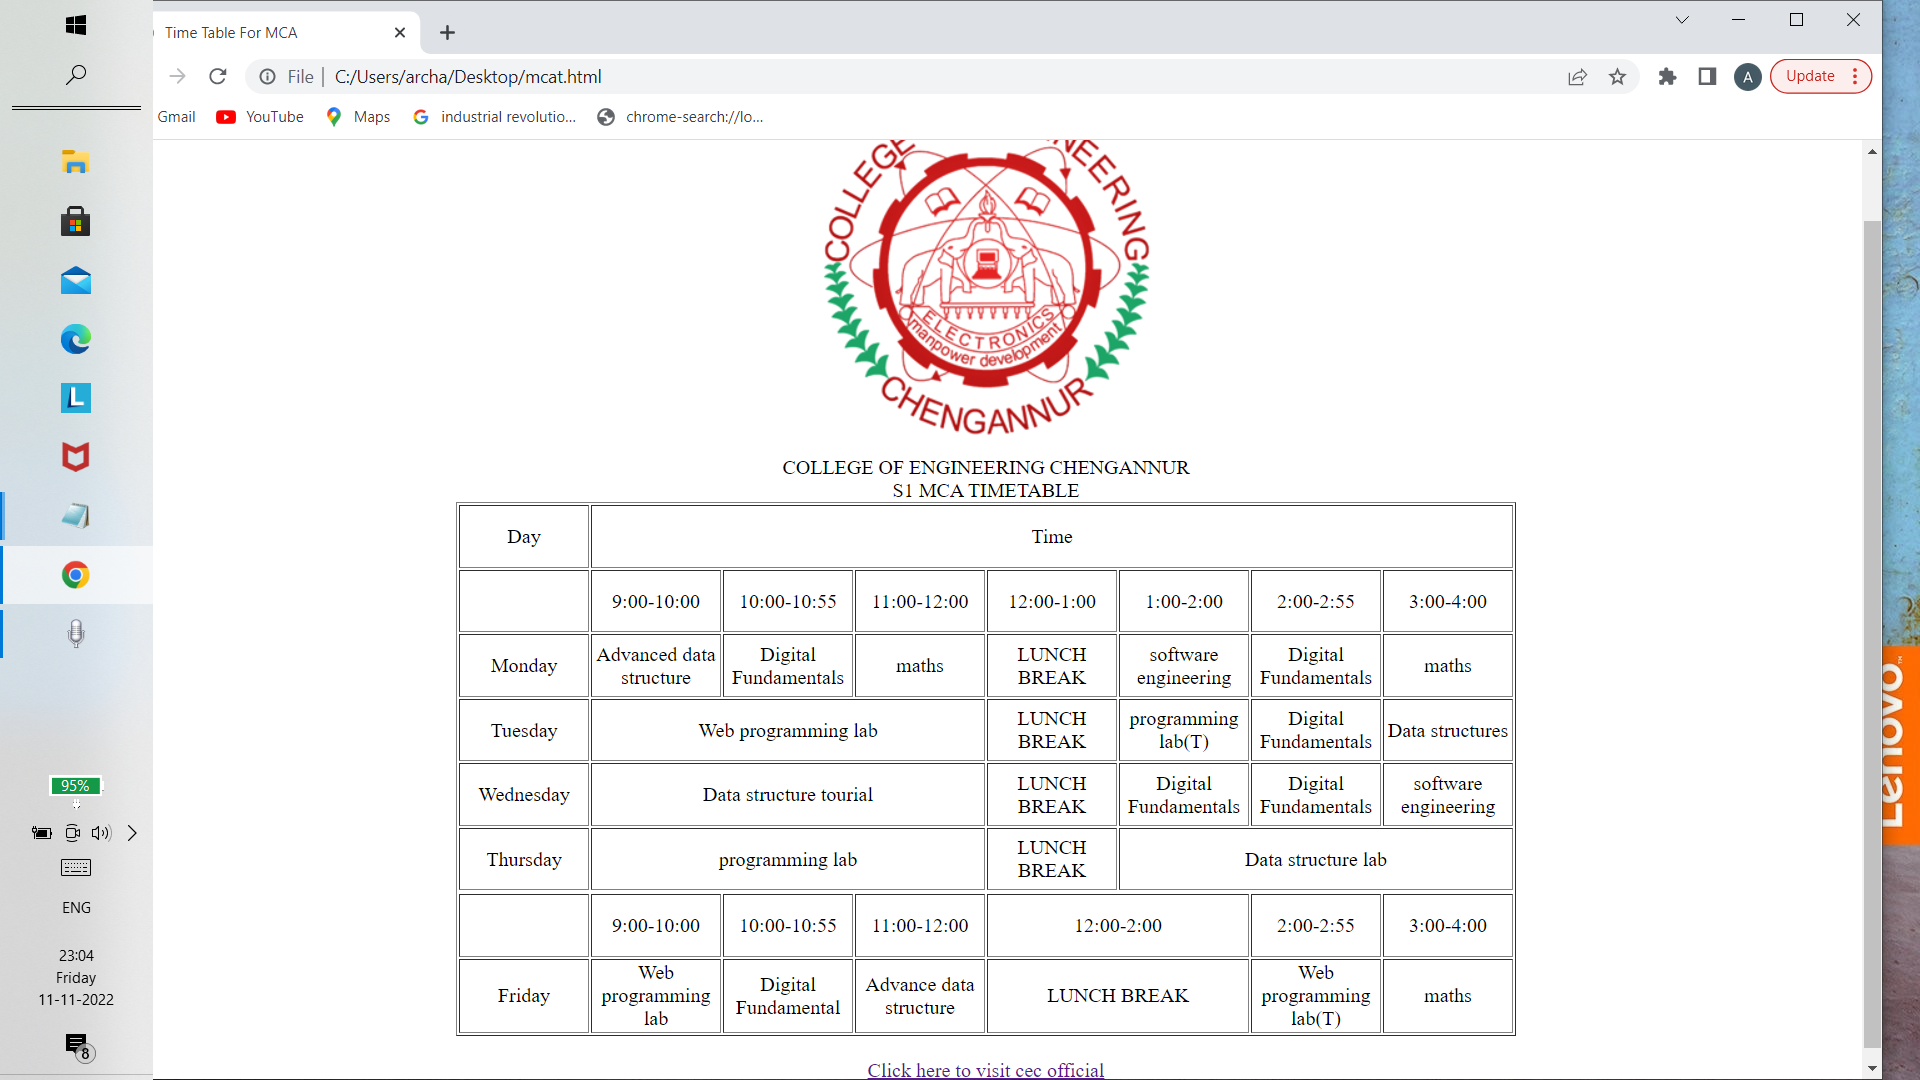 Time Table For MCA
File | C:/Users/archa/Desktop/mcat.html
A
Update
Gmail
YouTube
Maps
industrial revolutio...
chrome-search://lo...
COLLEGE
NEERING
ELECTRONICS
manpower development
CHENGANNUR
COLLEGE OF ENGINEERING CHENGANNUR
S1 MCA TIMETABLE
Day Time
9:00-10:00 10:00-10:55 11:00-12:00 12:00-1:00 1:00-2:00 2:00-2:55 3:00-4:00
Monday Advanced data structure Digital Fundamentals maths LUNCH BREAK software engineering Digital Fundamentals maths
Tuesday Web programming lab LUNCH BREAK programming lab(T) Digital Fundamentals Data structures
Wednesday Data structure tourial LUNCH BREAK Digital Fundamentals Digital Fundamentals software engineering
Thursday programming lab LUNCH BREAK Data structure lab
9:00-10:00 10:00-10:55 11:00-12:00 12:00-2:00 2:00-2:55 3:00-4:00
Friday Web programming lab Digital Fundamental Advance data structure LUNCH BREAK Web programming lab(T) maths
Click here to visit cec official
L
95%
ENG
23:04
Friday
11-11-2022
8
Lenovo